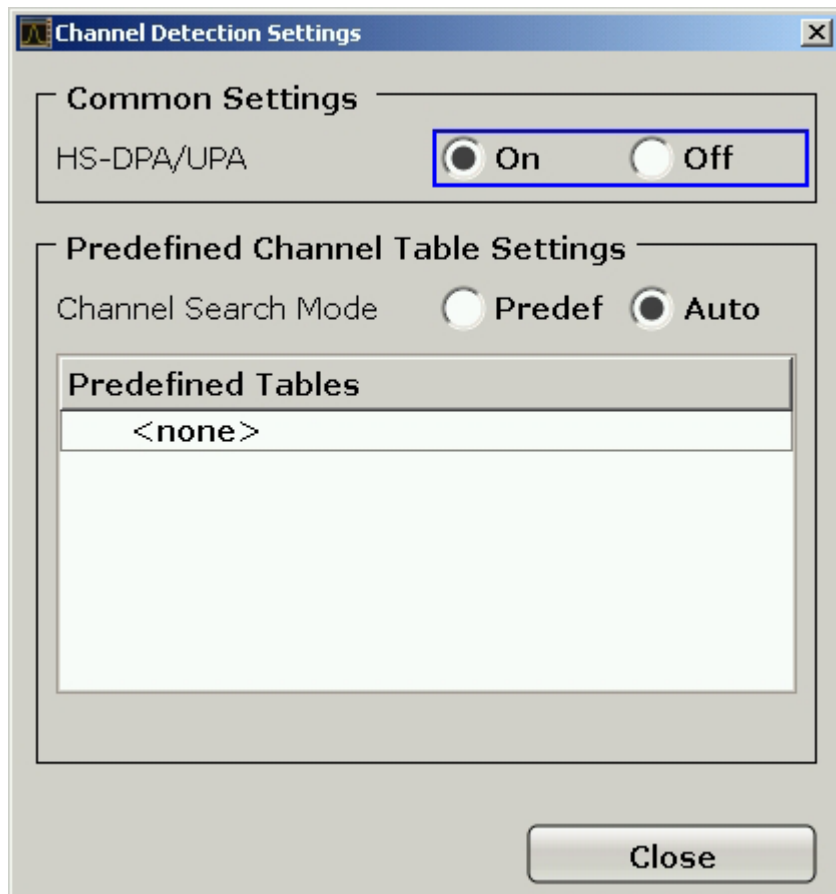 Channel Detection Settings
Common Settings
HS-DPA/UPA On Off
Predefined Channel Table Settings
Channel Search Mode Predef Auto
Predefined Tables
<none>
Close